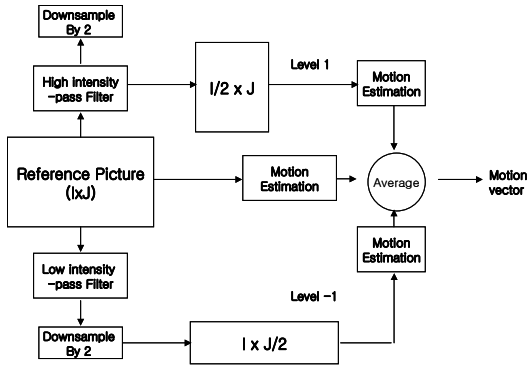 Downsample
By 2
High intensity
-pass Filter
I/2 x J
Level 1
Motion
Estimation
Reference Picture
(IxJ)
Motion
Estimation
Average
Motion
vector
Low intensity
-pass Filter
Motion
Estimation
Level -1
Downsample
By 2
I x J/2